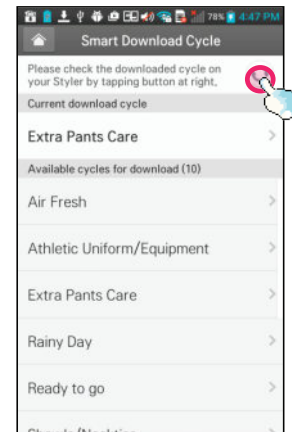 78% 4:47 PM
Smart Download Cycle
Please check the downloaded cycle on
your Styler by tapping button at right.
Current download cycle
Extra Pants Care
Available cycles for download (10)
Air Fresh
Athletic Uniform/Equipment
Extra Pants Care
Rainy Day
Ready to go